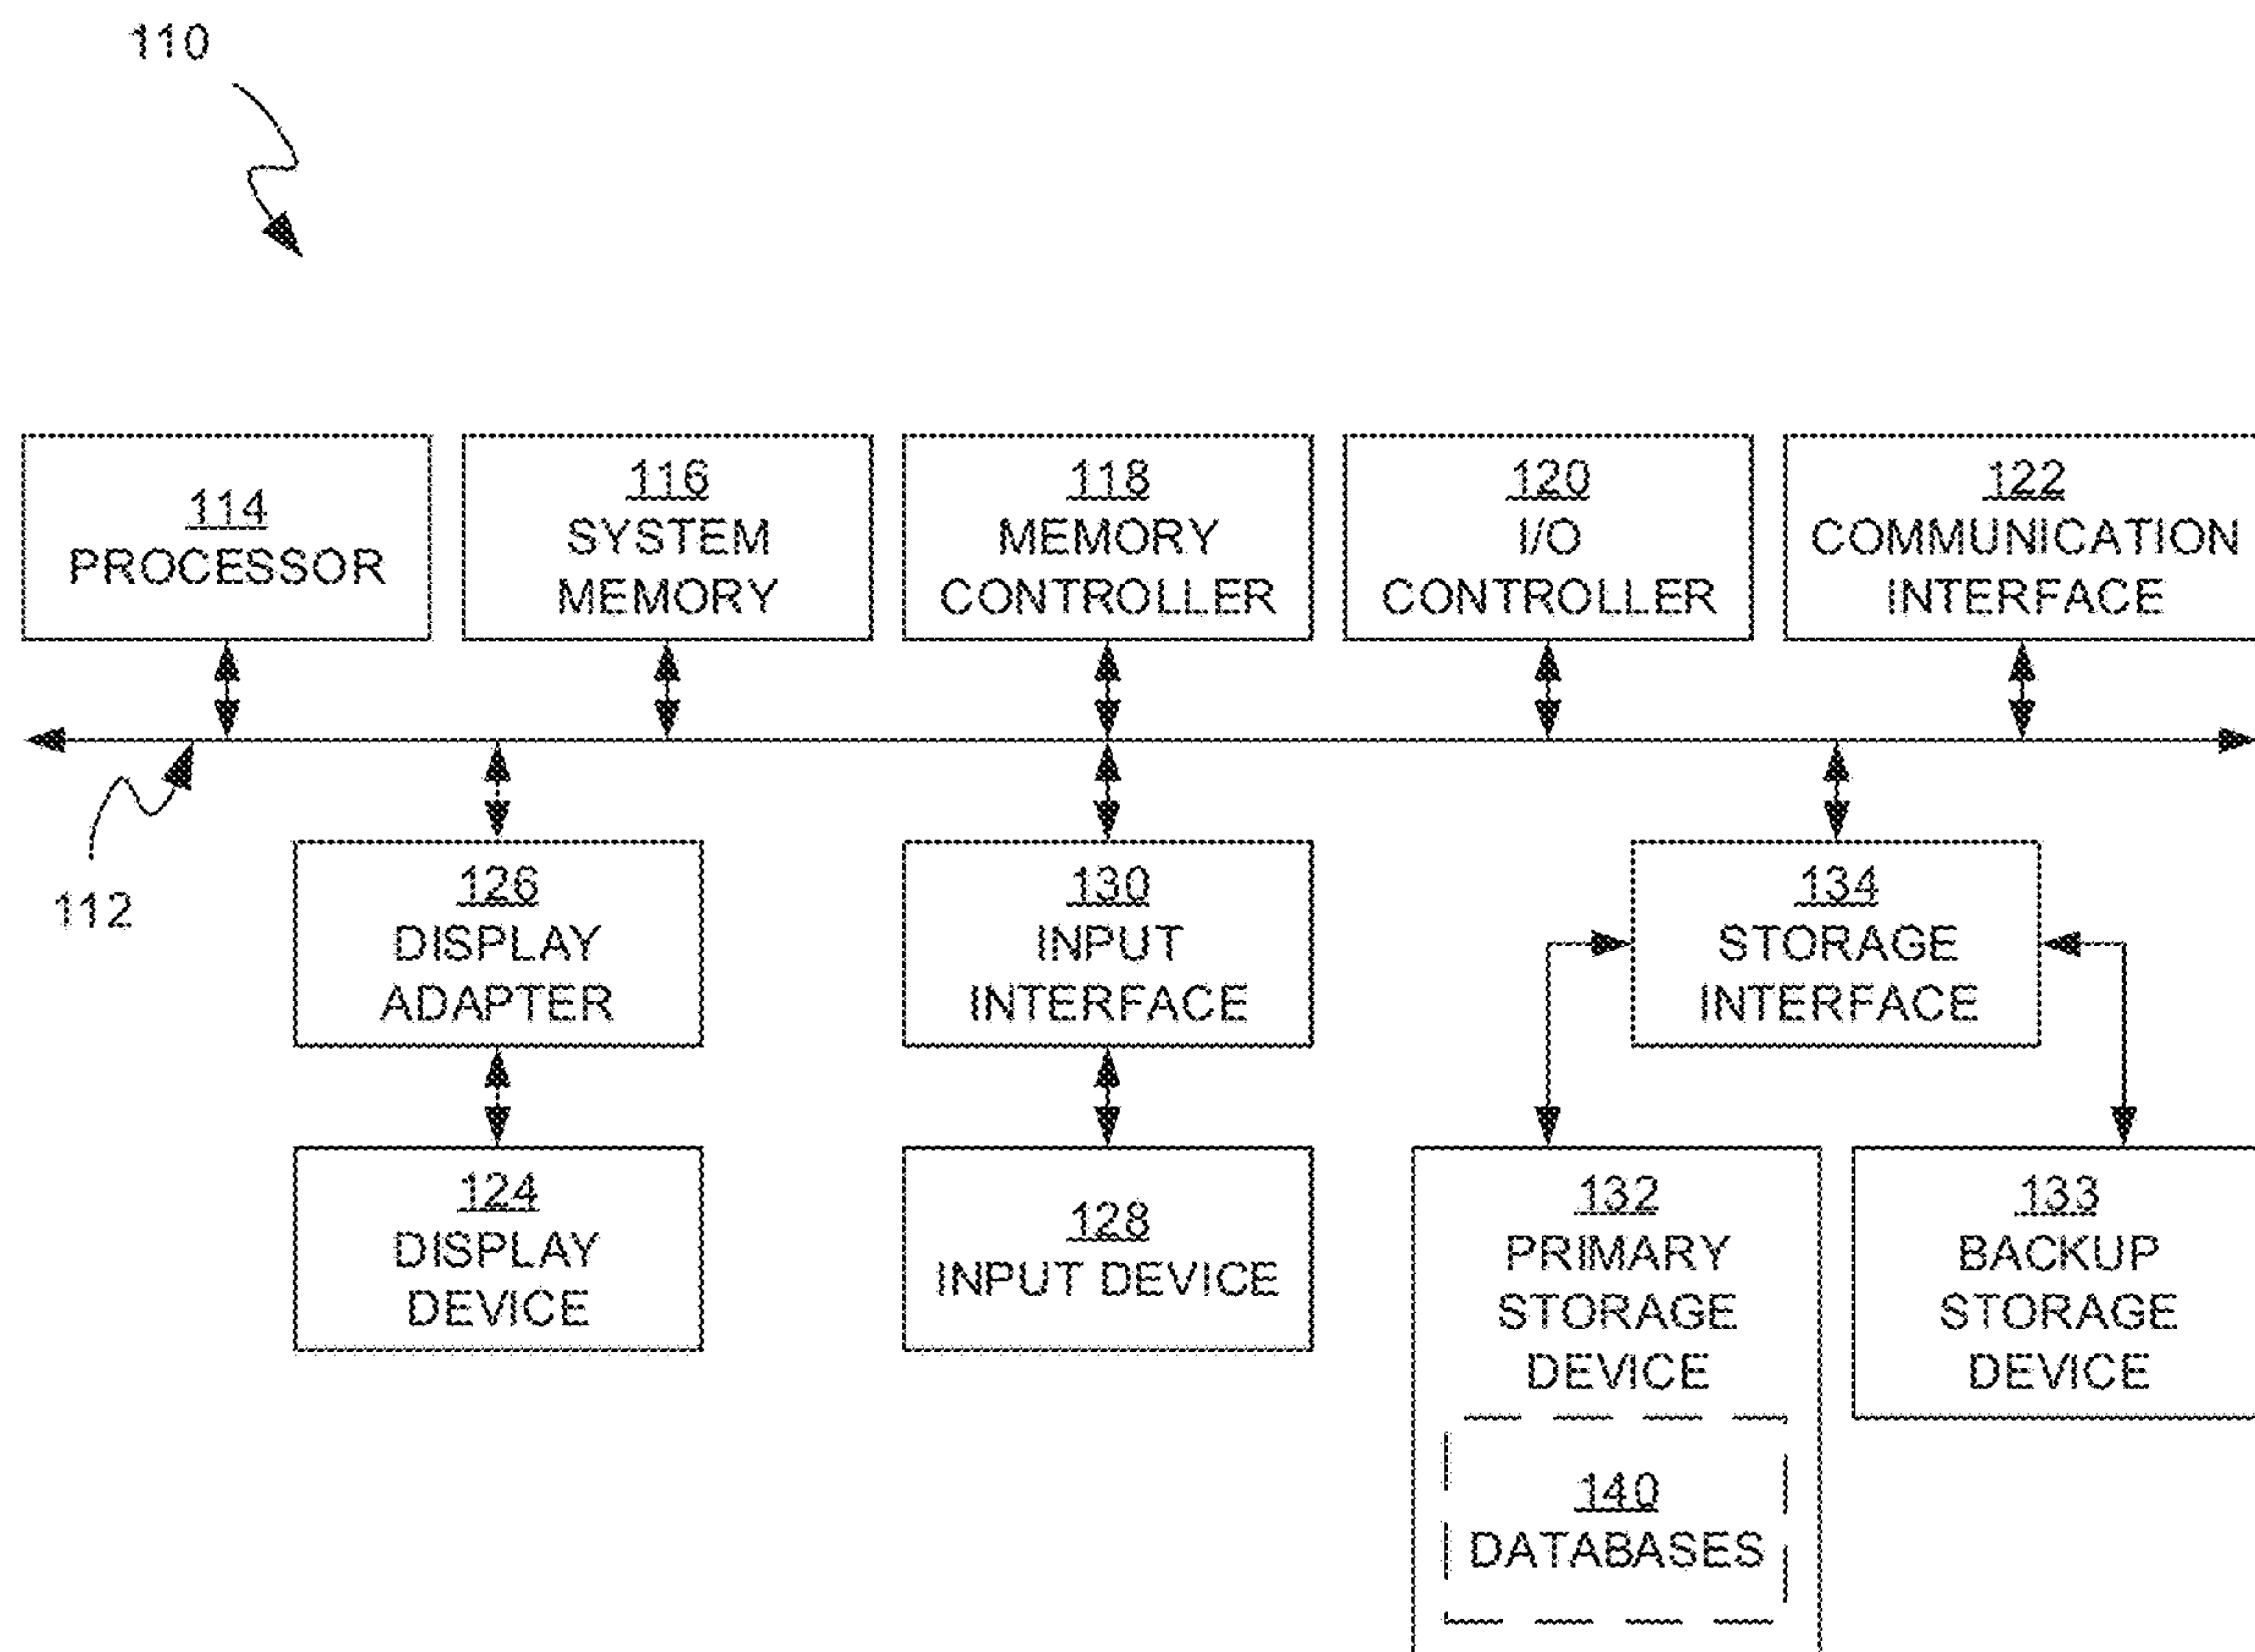 110
114
PROCESSOR
116
SYSTEM
MEMORY
118
MEMORY
CONTROLLER
120
I/O
CONTROLLER
122
COMMUNICATION
INTERFACE
112
126
DISPLAY
ADAPTER
130
INPUT
INTERFACE
134
STORAGE
INTERFACE
124
DISPLAY
DEVICE
128
INPUT DEVICE
132
PRIMARY
STORAGE
DEVICE
133
BACKUP
STORAGE
DEVICE
140
DATABASES